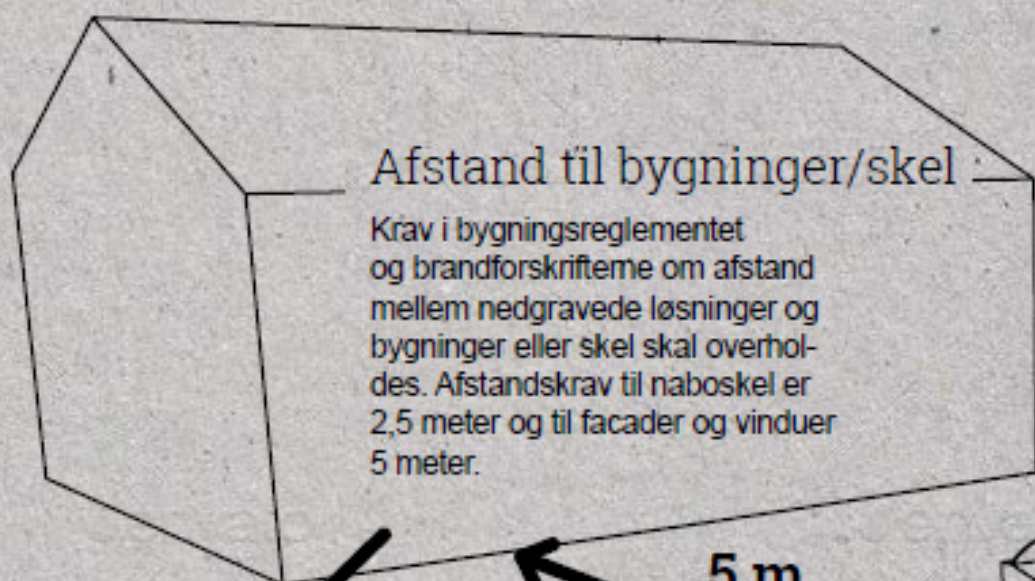 Afstand til bygninger/skel
Krav i bygningsreglementet
og brandforskrifterne om afstand
mellem nedgravede løsninger og
bygninger eller skel skal overhol-
des. Afstandskrav til naboskel er
2,5 meter og til facader og vinduer
5 meter.
5 m